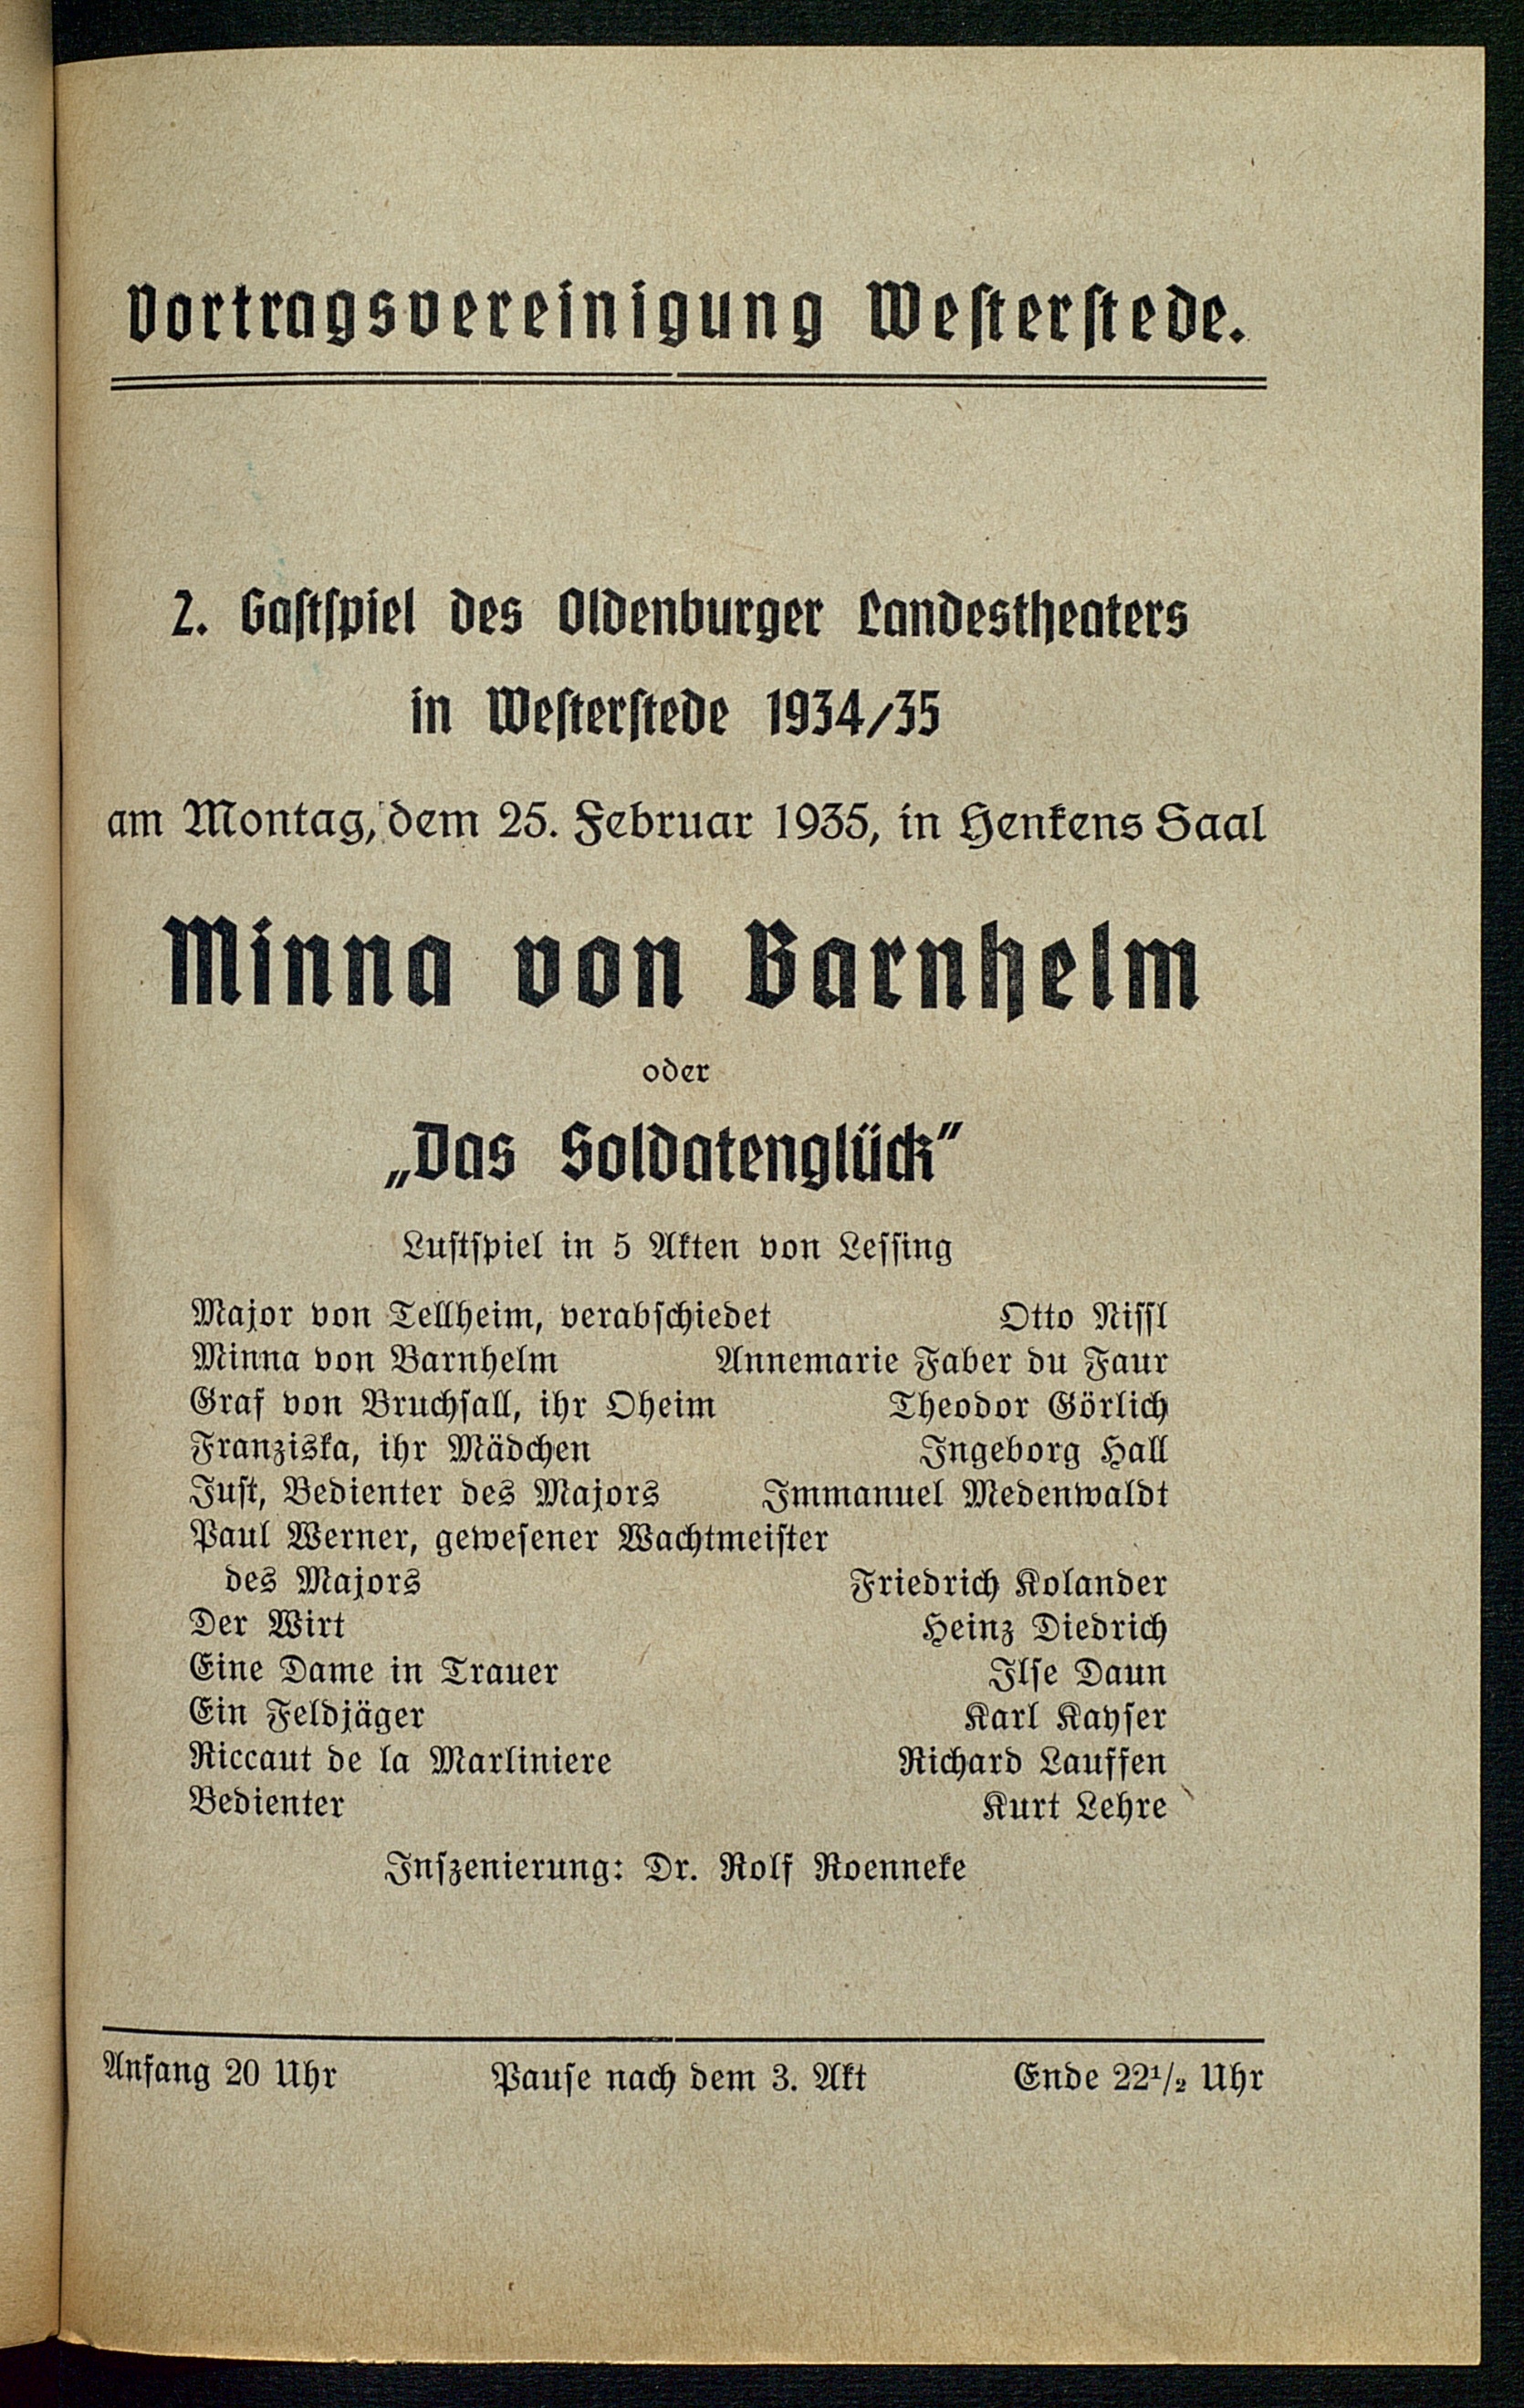 Vortragsvereinigung Westerstede.
2. Gastspiel des Oldenburger Landestheaters
in Westerstede 1934/35
am Montag, dem 25. Februar 1935, in Henkens Saal
Minna von Barnhelm
oder
„Das Soldatenglück“
Lustspiel in 5 Akten von Lessing
Major von Tellheim, verabschiedet Otto Nissl
Minna von Barnhelm Annemarie Faber du Faur
Graf von Bruchsall, ihr Oheim Theodor Görlich
Franziska, ihr Mädchen Ingeborg Hall
Just, Bedienter des Majors Immanuel Medenwaldt
Paul Werner, gewesener Wachtmeister
des Majors Friedrich Kolander
Der Wirt Heinz Diedrich
Eine Dame in Trauer Ilse Daun
Ein Feldjäger Karl Kayser
Riccaut de la Marliniere Richard Lauffen
Bedienter Kurt Lehre
Inszenierung: Dr. Rolf Roenneke
Anfang 20 Uhr Pause nach dem 3. Akt Ende 22½ Uhr